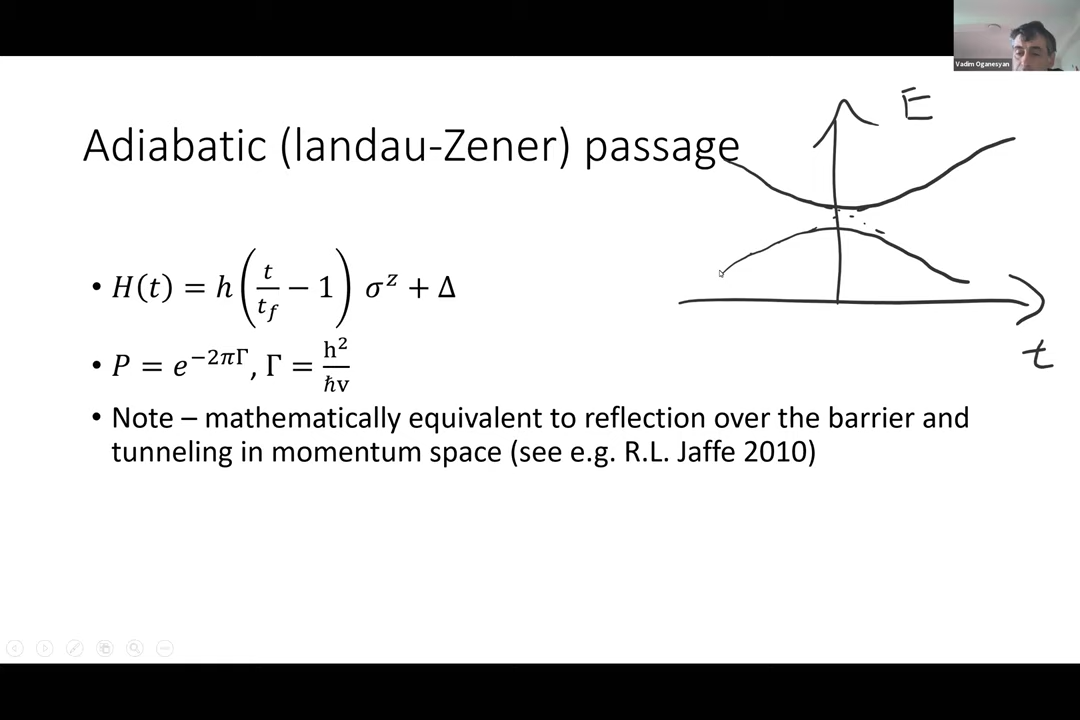 Vadim Oganesyan
E
Adiabatic (landau-Zener) passage
• H(t) = h(t/t_f − 1) σ^z + Δ
• P = e^{−2πΓ}, Γ = h²/ℏv
t
• Note – mathematically equivalent to reflection over the barrier and
tunneling in momentum space (see e.g. R.L. Jaffe 2010)